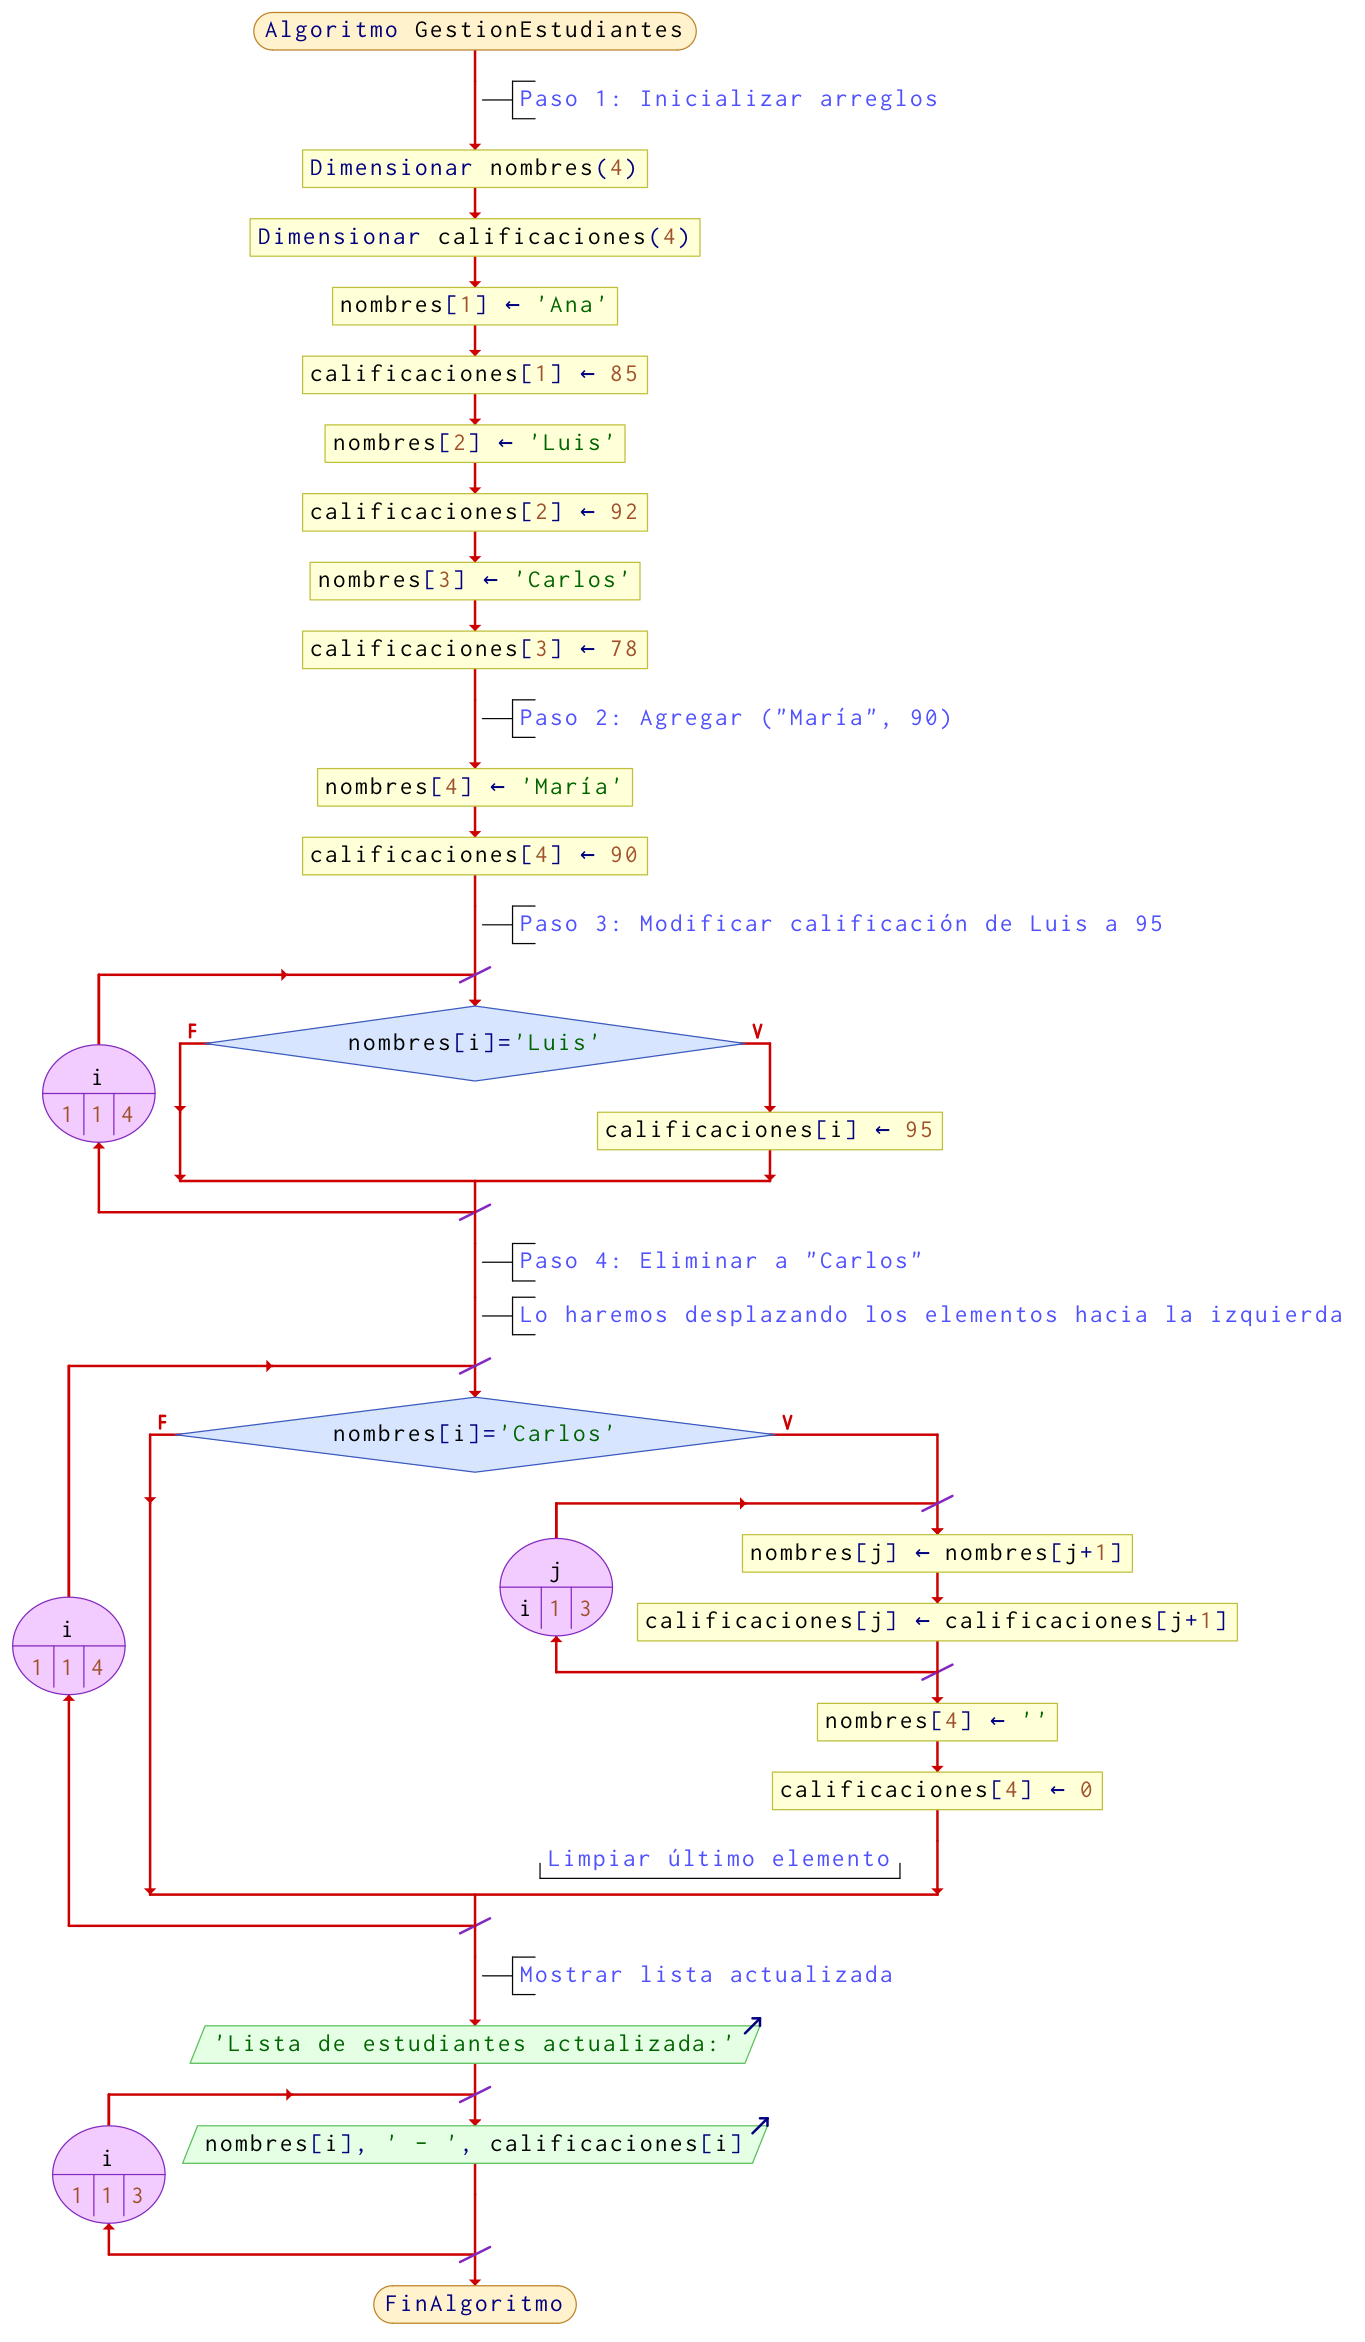 Algoritmo GestionEstudiantes
Paso 1: Inicializar arreglos
Dimensionar nombres(4)
Dimensionar calificaciones(4)
nombres[1] ← 'Ana'
calificaciones[1] ← 85
nombres[2] ← 'Luis'
calificaciones[2] ← 92
nombres[3] ← 'Carlos'
calificaciones[3] ← 78
Paso 2: Agregar ("María", 90)
nombres[4] ← 'María'
calificaciones[4] ← 90
Paso 3: Modificar calificación de Luis a 95
F
V
nombres[i]='Luis'
i
1 1 4
calificaciones[i] ← 95
Paso 4: Eliminar a "Carlos"
Lo haremos desplazando los elementos hacia la izquierda
F
V
nombres[i]='Carlos'
nombres[j] ← nombres[j+1]
j
i 1 3
calificaciones[j] ← calificaciones[j+1]
i
1 1 4
nombres[4] ← ''
calificaciones[4] ← 0
Limpiar último elemento
Mostrar lista actualizada
'Lista de estudiantes actualizada:'
nombres[i], ' - ', calificaciones[i]
i
1 1 3
FinAlgoritmo